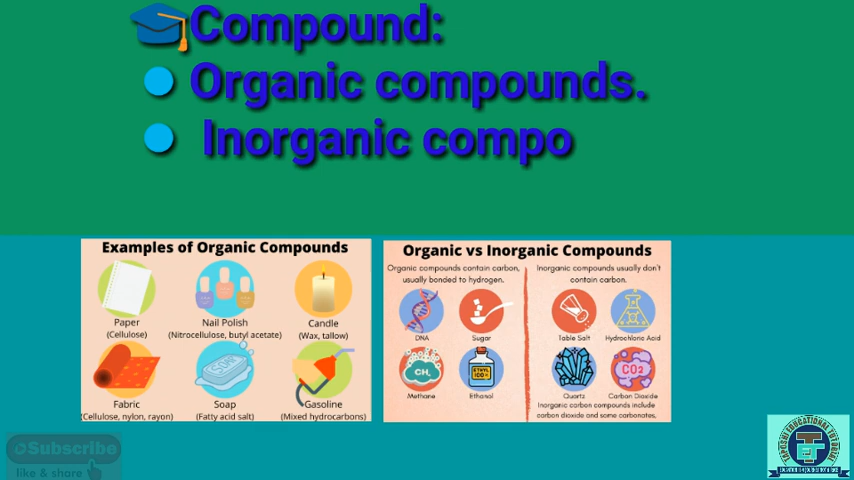 Compound:
Organic compounds.
Inorganic compo
Examples of Organic Compounds
Paper
(Cellulose)
Nail Polish
(Nitrocellulose, butyl acetate)
Candle
(Wax, tallow)
Fabric
(Cellulose, nylon, rayon)
Soap
(Fatty acid salt)
Gasoline
(Mixed hydrocarbons)
Organic vs Inorganic Compounds
Organic compounds contain carbon,
usually bonded to hydrogen.
DNA
Sugar
CH4
Methane
ETHYL
Ethanol
Inorganic compounds usually don't
contain carbon.
Table Salt
Hydrochloric Acid
Quartz
CO2
Carbon Dioxide
Inorganic carbon compounds include
carbon dioxide and some carbonates,
Subscribe
like & share